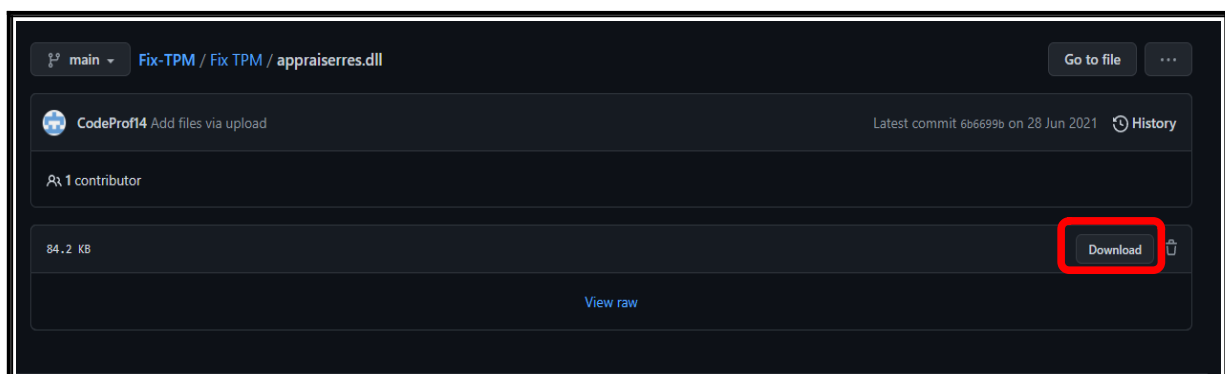 main Fix-TPM / Fix TPM / appraiserres.dll Go to file ...
CodeProf14 Add files via upload Latest commit 6b6699b on 28 Jun 2021 History
1 contributor
84.2 KB Download
View raw